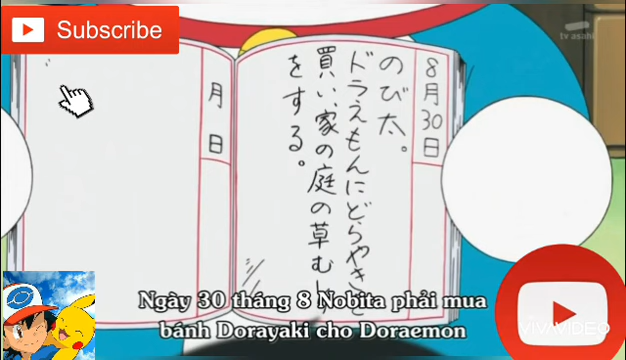 Subscribe
tv asahi
8月30日
のび太。
ドラえもんにどらやきを
買い、家の庭の草む
をする。
月 日
Ngày 30 tháng 8 Nobita phải mua
bánh Dorayaki cho Doraemon
VIVAVIDEO